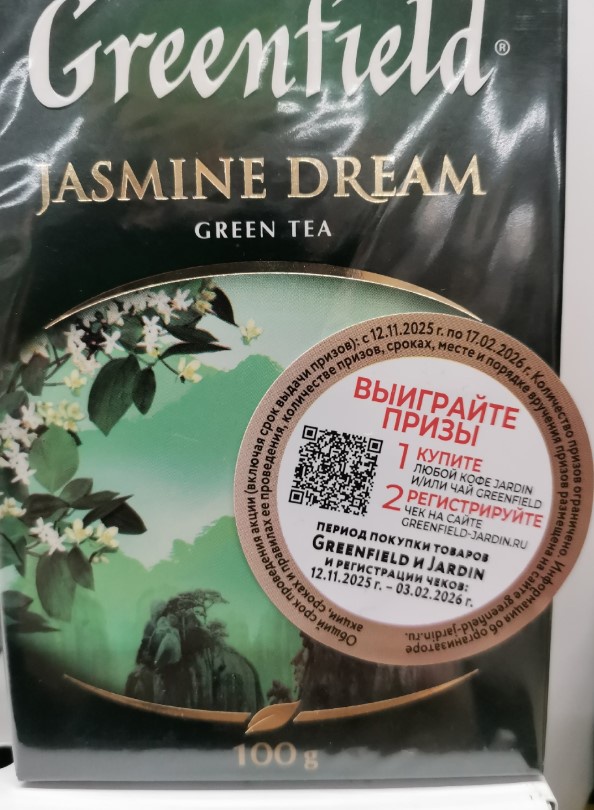 Greenfield®
JASMINE DREAM
GREEN TEA
Общий срок проведения акции (включая срок выдачи призов): с 12.11.2025 г. по 17.02.2026 г. Количество призов ограничено. Информация об организаторе
акции, сроках и правилах ее проведения, количестве призов, сроках, месте и порядке вручения призов размещена на сайте greenfield-jardin.ru.
ВЫИГРАЙТЕ
ПРИЗЫ
1 КУПИТЕ
ЛЮБОЙ КОФЕ JARDIN
И/ИЛИ ЧАЙ GREENFIELD
2 РЕГИСТРИРУЙТЕ
ЧЕК НА САЙТЕ
GREENFIELD-JARDIN.RU
ПЕРИОД ПОКУПКИ ТОВАРОВ
GREENFIELD И JARDIN
И РЕГИСТРАЦИИ ЧЕКОВ:
12.11.2025 г. – 03.02.2026 г.
100 g